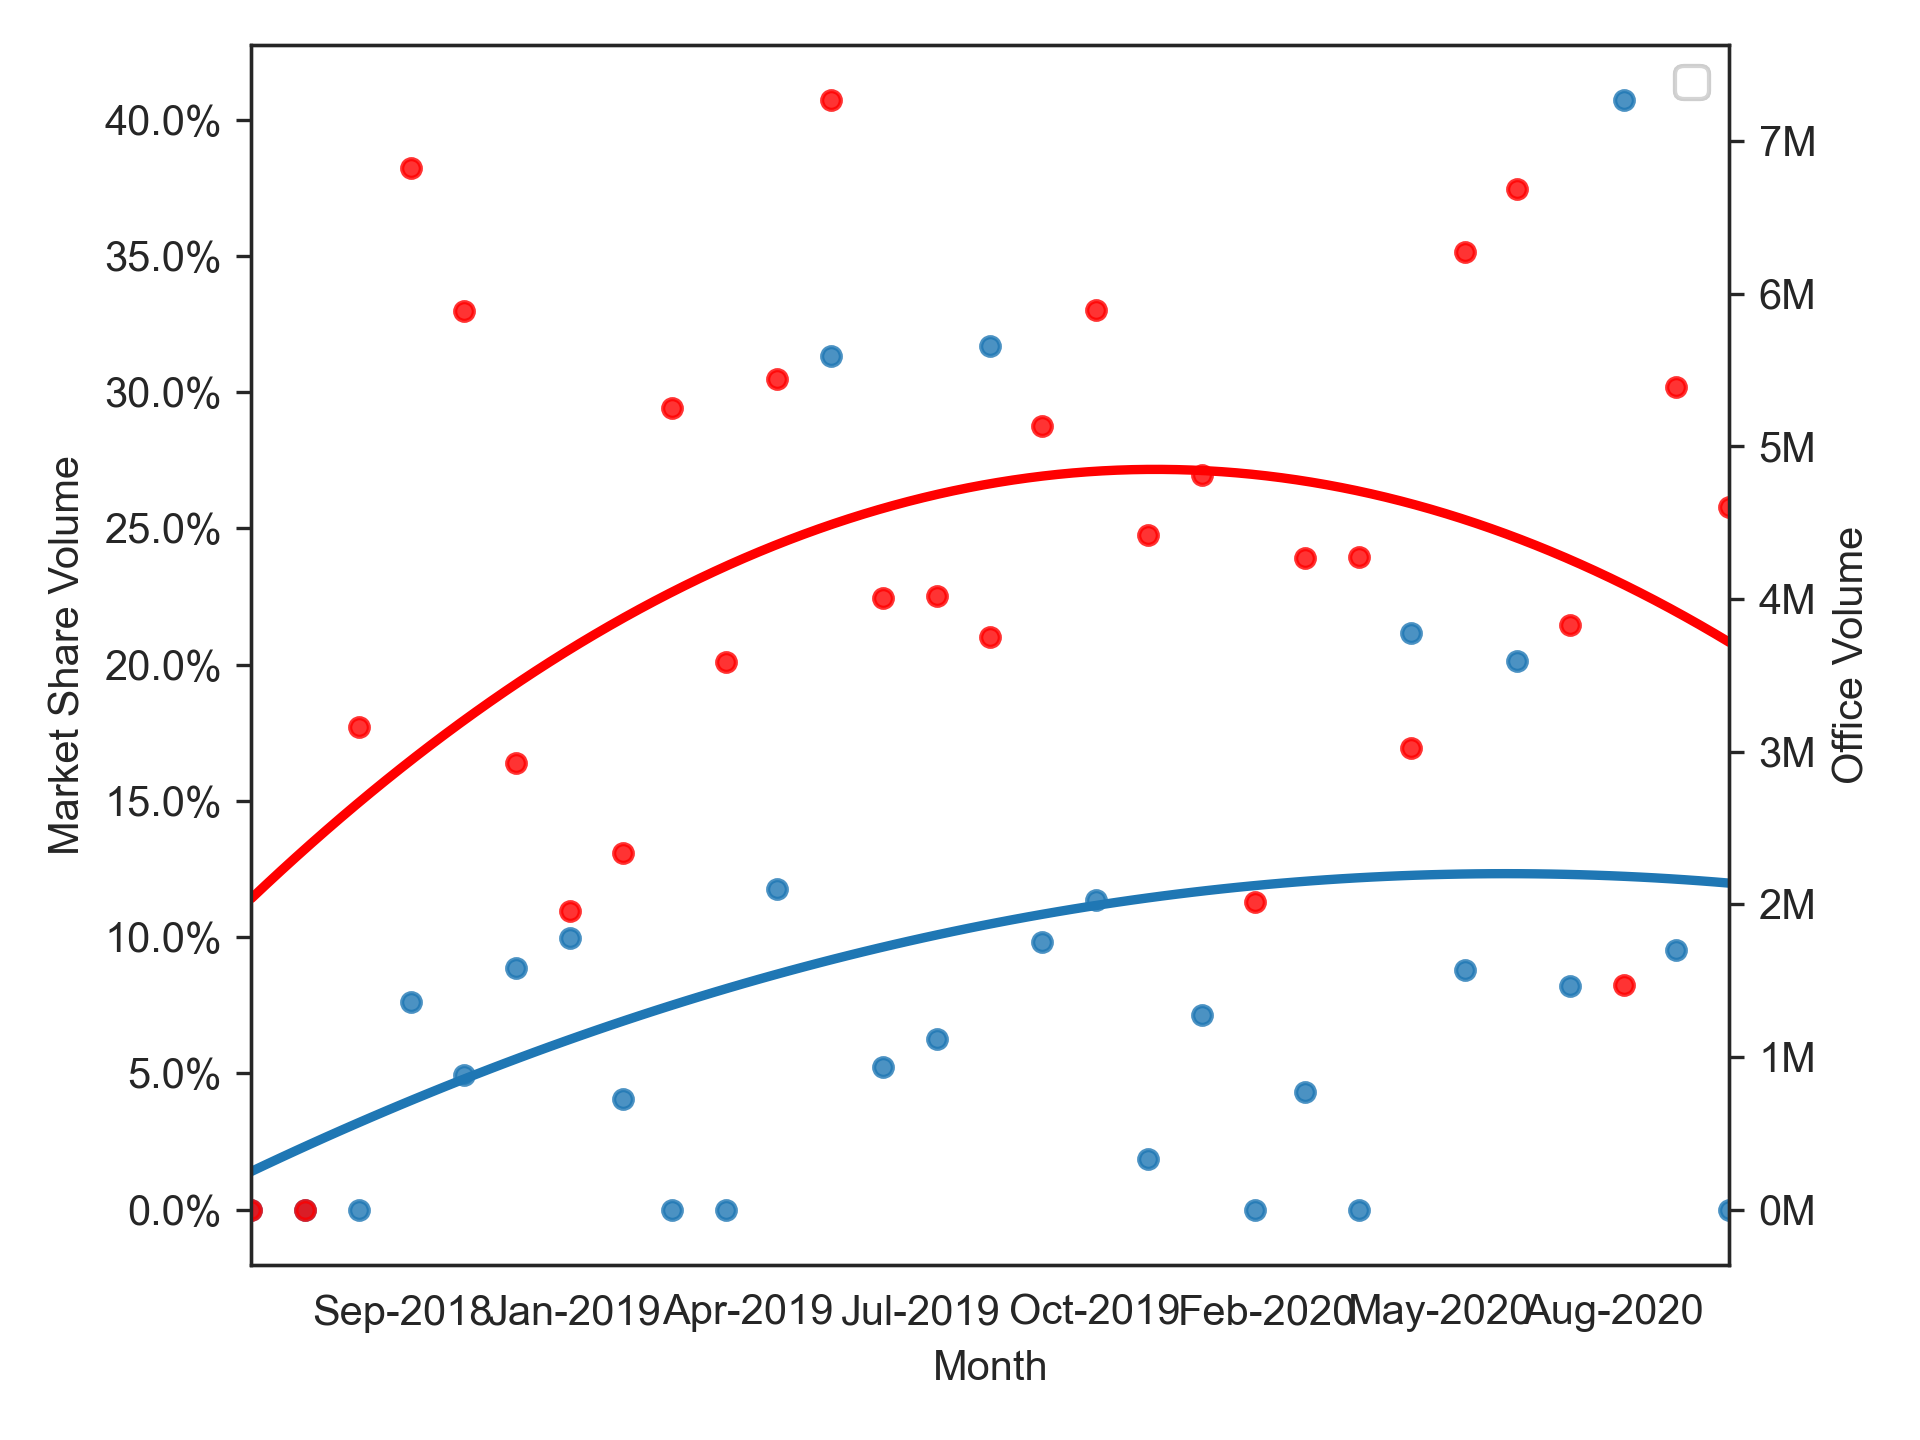 40.0%
35.0%
30.0%
25.0%
20.0%
15.0%
10.0%
5.0%
0.0%
Market Share Volume
7M
6M
5M
4M
3M
2M
1M
0M
Office Volume
Sep-2018 Jan-2019 Apr-2019 Jul-2019 Oct-2019 Feb-2020 May-2020 Aug-2020
Month